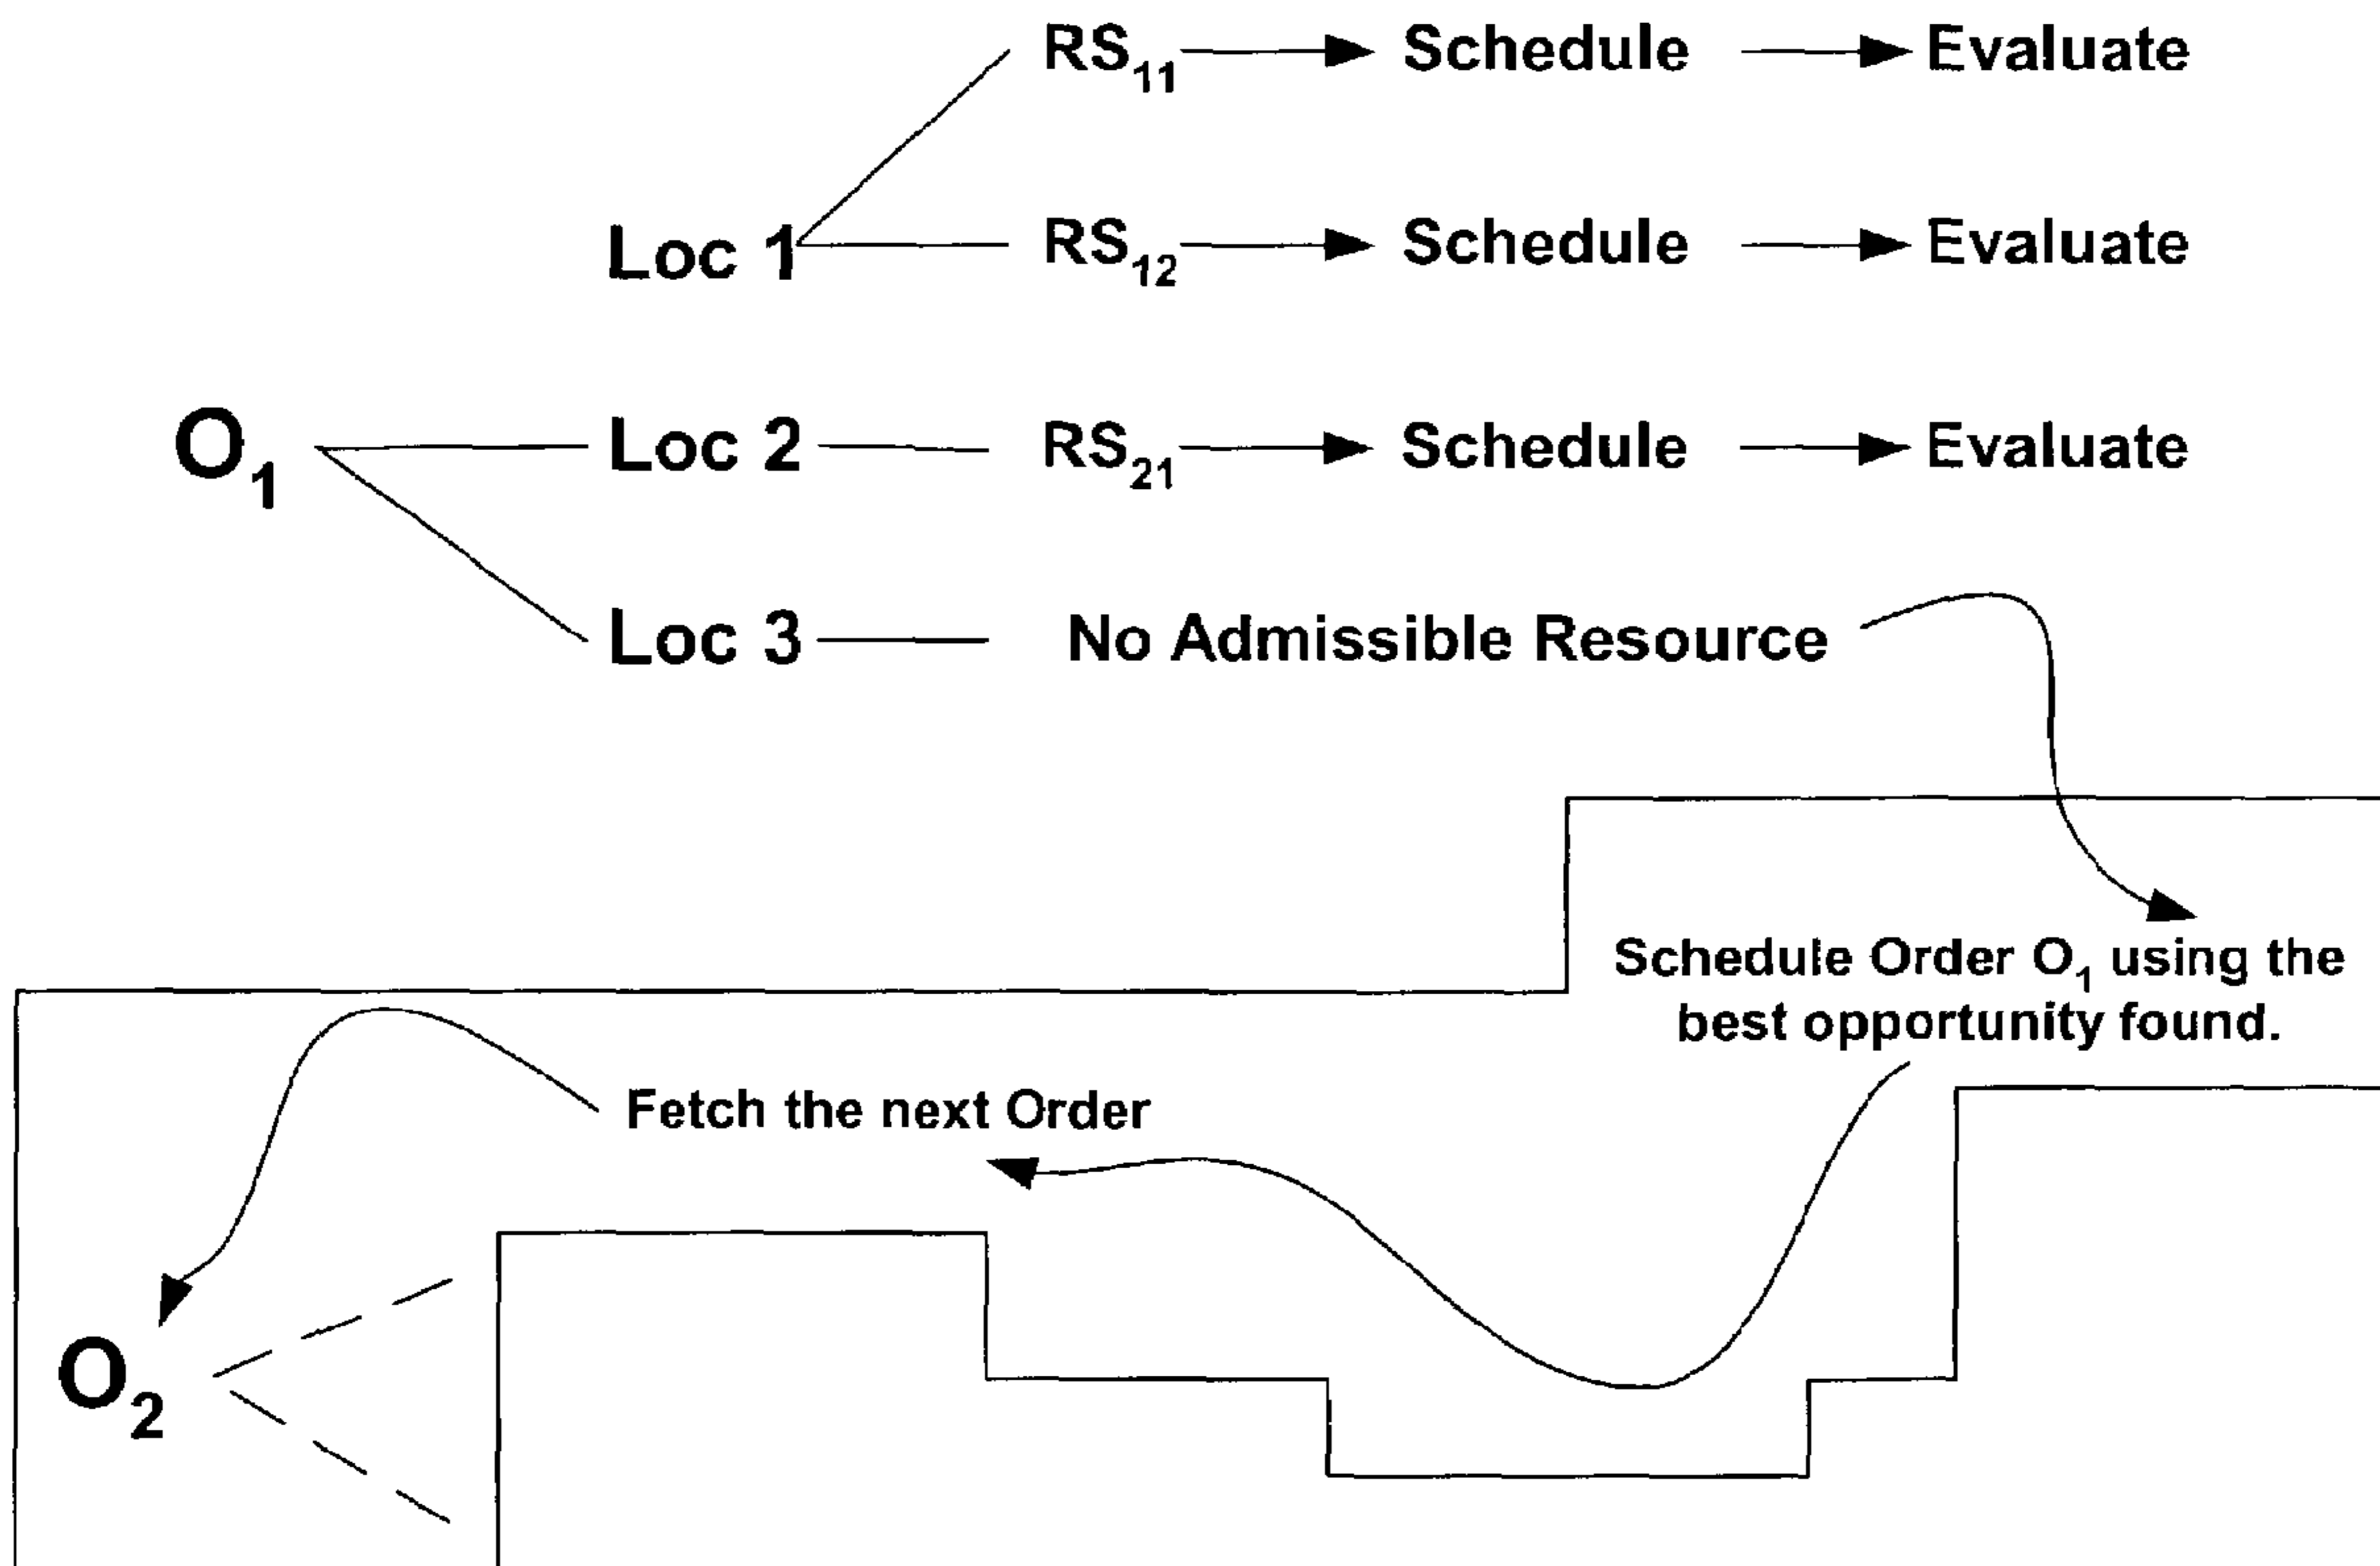 RS₁₁ Schedule Evaluate
Loc 1 RS₁₂ Schedule Evaluate
O₁ Loc 2 RS₂₁ Schedule Evaluate
Loc 3 No Admissible Resource
Schedule Order O₁ using the
best opportunity found.
Fetch the next Order
O₂